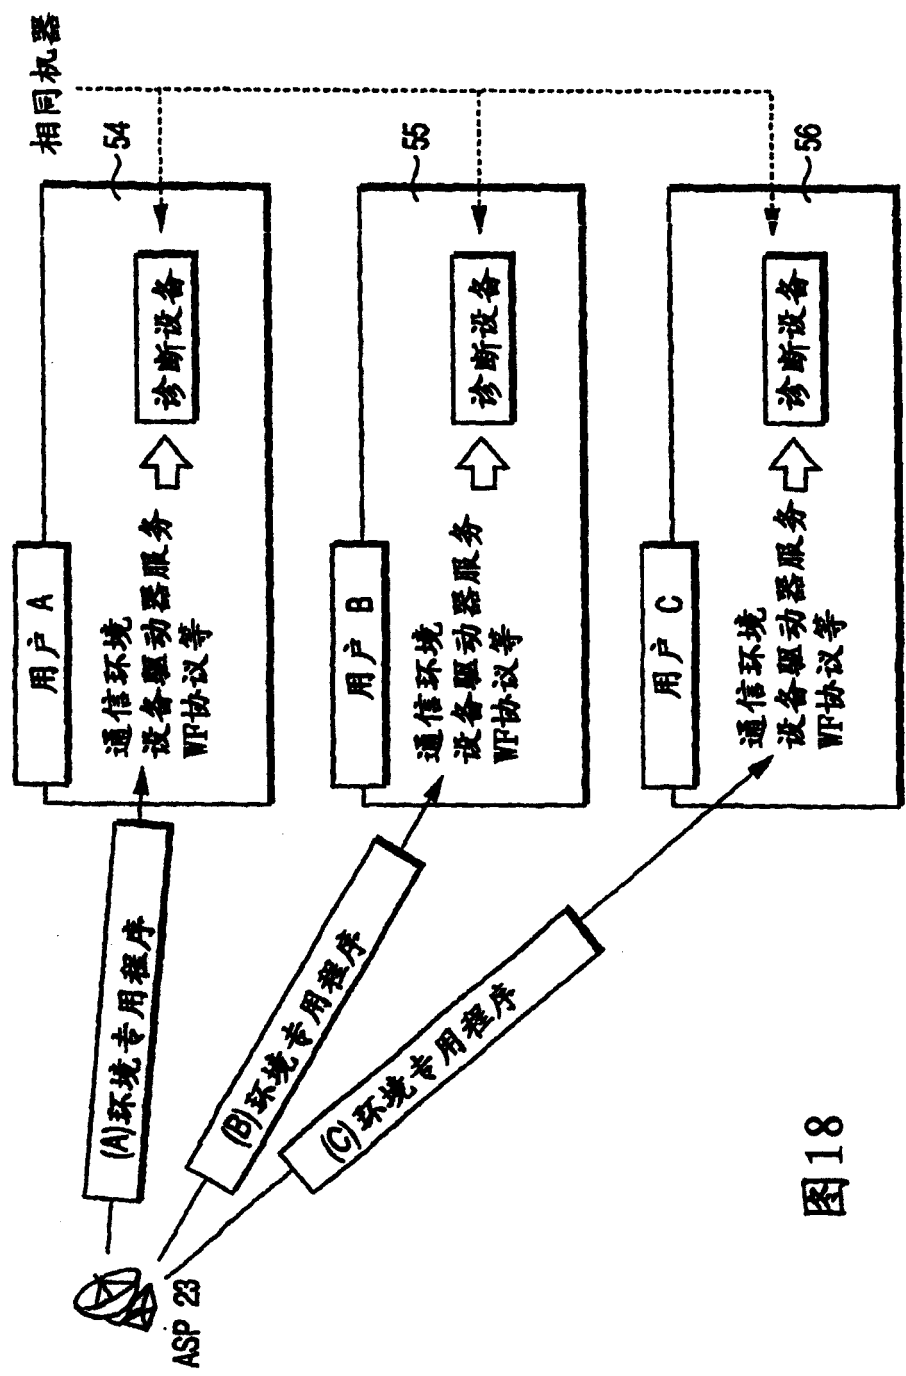 相同机器
54
用户 A
通信环境
设备驱动器服务
WF协议等
诊断设备
55
用户 B
通信环境
设备驱动器服务
WF协议等
诊断设备
56
用户 C
通信环境
设备驱动器服务
WF协议等
诊断设备
(A)环境专用程序
(B)环境专用程序
(C)环境专用程序
ASP 23
图18